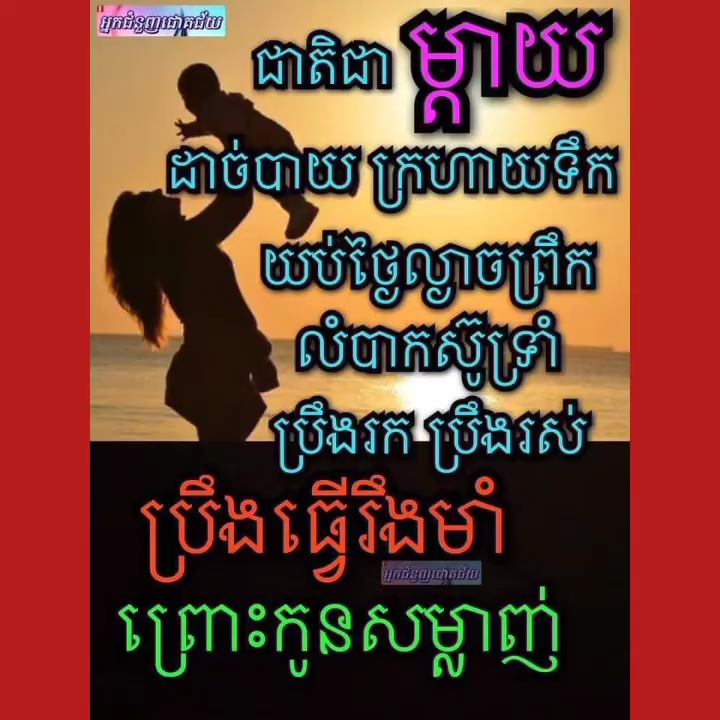 អ្នកជំនួញជោគជ័យ
ជាតិជា ម្ដាយ
ដាច់បាយ ក្រហាយទឹក
យប់ថ្ងៃល្ងាចព្រឹក
លំបាកស៊ូទ្រាំ
ប្រឹងរក ប្រឹងរស់
ប្រឹងធ្វើរឹងមាំ
អ្នកជំនួញជោគជ័យ
ព្រោះកូនសម្លាញ់